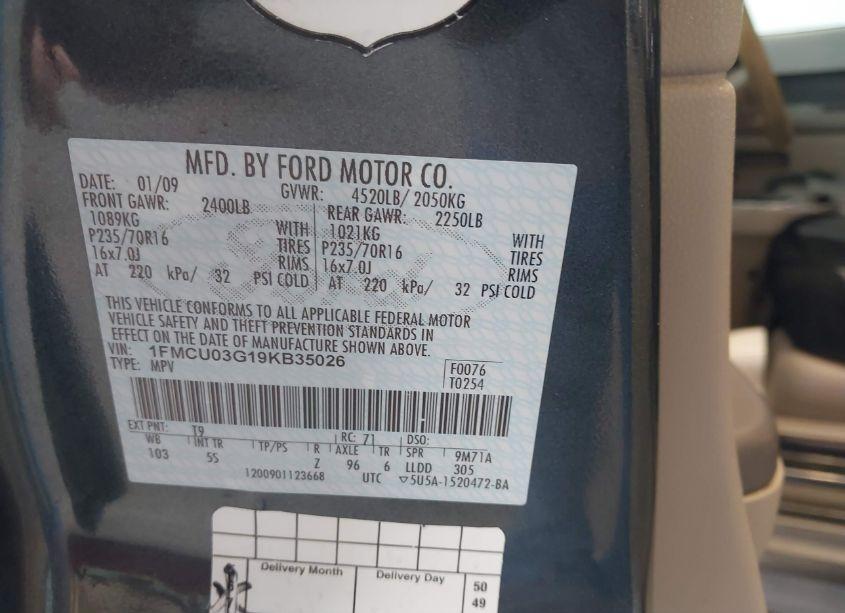 MFD. BY FORD MOTOR CO.
DATE: 01/09 GVWR: 4520LB/ 2050KG
FRONT GAWR: 2400LB REAR GAWR: 2250LB
1089KG WITH 1021KG WITH
P235/70R16 TIRES P235/70R16 TIRES
16x7.0J RIMS 16x7.0J RIMS
AT 220 kPa/ 32 PSI COLD AT 220 kPa/ 32 PSI COLD
THIS VEHICLE CONFORMS TO ALL APPLICABLE FEDERAL MOTOR
VEHICLE SAFETY AND THEFT PREVENTION STANDARDS IN
EFFECT ON THE DATE OF MANUFACTURE SHOWN ABOVE.
VIN: 1FMCU03G19KB35026 F0076
TYPE: MPV T0254
EXT PNT: T9 RC: 71 DSO:
WB INT TR TP/PS R AXLE TR SPR 9M71A
103 5S Z 96 6 LLDD 305
1200901123668 UTC ▽5U5A-1520472-BA
Delivery Month Delivery Day 50
49